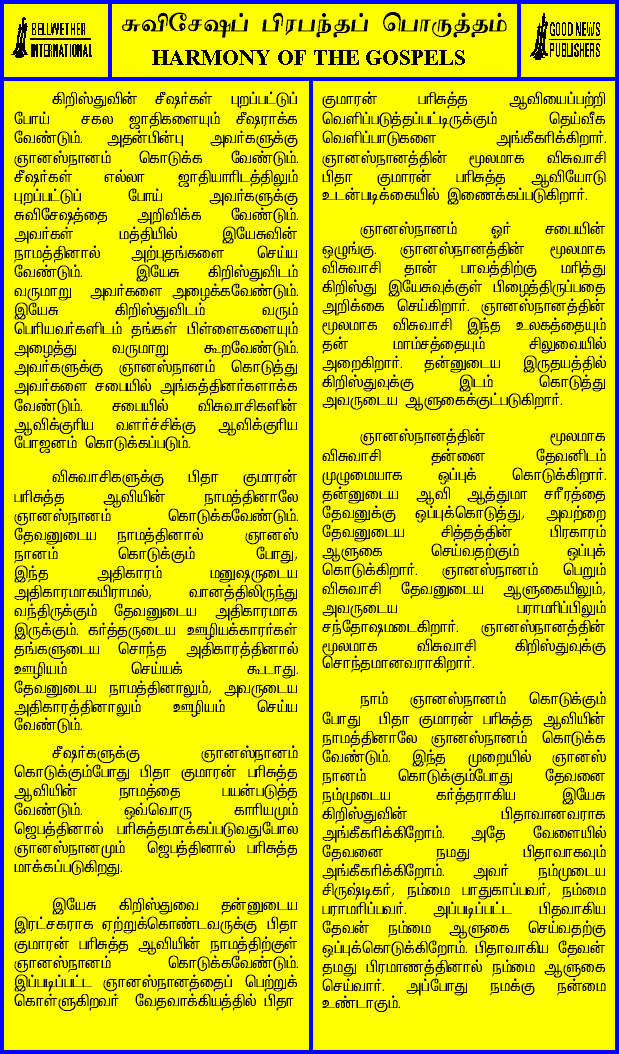 BELLWETHER
INTERNATIONAL
சுவிசேஷப் பிரபந்தப் பொருத்தம்
HARMONY OF THE GOSPELS
GOOD NEWS
PUBLISHERS
கிறிஸ்துவின் சீஷர்கள் புறப்பட்டுப்
போய் சகல ஜாதிகளையும் சீஷராக்க
வேண்டும். அதன்பின்பு அவர்களுக்கு
ஞானஸ்நானம் கொடுக்க வேண்டும்.
சீஷர்கள் எல்லா ஜாதியாரிடத்திலும்
புறப்பட்டுப் போய் அவர்களுக்கு
சுவிசேஷத்தை அறிவிக்க வேண்டும்.
அவர்கள் மத்தியில் இயேசுவின்
நாமத்தினால் அற்புதங்களை செய்ய
வேண்டும். இயேசு கிறிஸ்துவிடம்
வருமாறு அவர்களை அழைக்கவேண்டும்.
இயேசு கிறிஸ்துவிடம் வரும்
பெரியவர்களிடம் தங்கள் பிள்ளைகளையும்
அழைத்து வருமாறு கூறவேண்டும்.
அவர்களுக்கு ஞானஸ்நானம் கொடுத்து
அவர்களை சபையில் அங்கத்தினர்களாக்க
வேண்டும். சபையில் விசுவாசிகளின்
ஆவிக்குரிய வளர்ச்சிக்கு ஆவிக்குரிய
போஜனம் கொடுக்கப்படும்.
விசுவாசிகளுக்கு பிதா குமாரன்
பரிசுத்த ஆவியின் நாமத்தினாலே
ஞானஸ்நானம் கொடுக்கவேண்டும்.
தேவனுடைய நாமத்தினால் ஞானஸ்
நானம் கொடுக்கும் போது,
இந்த அதிகாரம் மனுஷருடைய
அதிகாரமாகயிராமல், வானத்திலிருந்து
வந்திருக்கும் தேவனுடைய அதிகாரமாக
இருக்கும். கர்த்தருடைய ஊழியக்காரர்கள்
தங்களுடைய சொந்த அதிகாரத்தினால்
ஊழியம் செய்யக் கூடாது.
தேவனுடைய நாமத்தினாலும், அவருடைய
அதிகாரத்தினாலும் ஊழியம் செய்ய
வேண்டும்.
சீஷர்களுக்கு ஞானஸ்நானம்
கொடுக்கும்போது பிதா குமாரன் பரிசுத்த
ஆவியின் நாமத்தை பயன்படுத்த
வேண்டும். ஒவ்வொரு காரியமும்
ஜெபத்தினால் பரிசுத்தமாக்கப்படுவதுபோல
ஞானஸ்நானமும் ஜெபத்தினால் பரிசுத்த
மாக்கப்படுகிறது.
இயேசு கிறிஸ்துவை தன்னுடைய
இரட்சகராக ஏற்றுக்கொண்டவருக்கு பிதா
குமாரன் பரிசுத்த ஆவியின் நாமத்திற்குள்
ஞானஸ்நானம் கொடுக்கவேண்டும்.
இப்படிப்பட்ட ஞானஸ்நானத்தைப் பெற்றுக்
கொள்ளுகிறவர் வேதவாக்கியத்தில் பிதா
குமாரன் பரிசுத்த ஆவியைப்பற்றி
வெளிப்படுத்தப்பட்டிருக்கும் தெய்வீக
வெளிப்பாடுகளை அங்கீகரிக்கிறார்.
ஞானஸ்நானத்தின் மூலமாக விசுவாசி
பிதா குமாரன் பரிசுத்த ஆவியோடு
உடன்படிக்கையில் இணைக்கப்படுகிறார்.
ஞானஸ்நானம் ஓர் சபையின்
ஒழுங்கு. ஞானஸ்நானத்தின் மூலமாக
விசுவாசி தான் பாவத்திற்கு மரித்து
கிறிஸ்து இயேசுவுக்குள் பிழைத்திருப்பதை
அறிக்கை செய்கிறார். ஞானஸ்நானத்தின்
மூலமாக விசுவாசி இந்த உலகத்தையும்
தன் மாம்சத்தையும் சிலுவையில்
அறைகிறார். தன்னுடைய இருதயத்தில்
கிறிஸ்துவுக்கு இடம் கொடுத்து
அவருடைய ஆளுகைக்குட்படுகிறார்.
ஞானஸ்நானத்தின் மூலமாக
விசுவாசி தன்னை தேவனிடம்
முழுமையாக ஒப்புக் கொடுக்கிறார்.
தன்னுடைய ஆவி ஆத்துமா சரீரத்தை
தேவனுக்கு ஒப்புக்கொடுத்து, அவற்றை
தேவனுடைய சித்தத்தின் பிரகாரம்
ஆளுகை செய்வதற்கும் ஒப்புக்
கொடுக்கிறார். ஞானஸ்நானம் பெறும்
விசுவாசி தேவனுடைய ஆளுகையிலும்,
அவருடைய பராமரிப்பிலும்
சந்தோஷமடைகிறார். ஞானஸ்நானத்தின்
மூலமாக விசுவாசி கிறிஸ்துவுக்கு
சொந்தமானவராகிறார்.
நாம் ஞானஸ்நானம் கொடுக்கும்
போது பிதா குமாரன் பரிசுத்த ஆவியின்
நாமத்தினாலே ஞானஸ்நானம் கொடுக்க
வேண்டும். இந்த முறையில் ஞானஸ்
நானம் கொடுக்கும்போது தேவனை
நம்முடைய கர்த்தராகிய இயேசு
கிறிஸ்துவின் பிதாவானவராக
அங்கீகரிக்கிறோம். அதே வேளையில்
தேவனை நமது பிதாவாகவும்
அங்கீகரிக்கிறோம். அவர் நம்முடைய
சிருஷ்டிகர், நம்மை பாதுகாப்பவர், நம்மை
பராமரிப்பவர். அப்படிப்பட்ட பிதவாகிய
தேவன் நம்மை ஆளுகை செய்வதற்கு
ஒப்புக்கொடுக்கிறோம். பிதாவாகிய தேவன்
தமது பிரமாணத்தினால் நம்மை ஆளுகை
செய்வார். அப்போது நமக்கு நன்மை
உண்டாகும்.